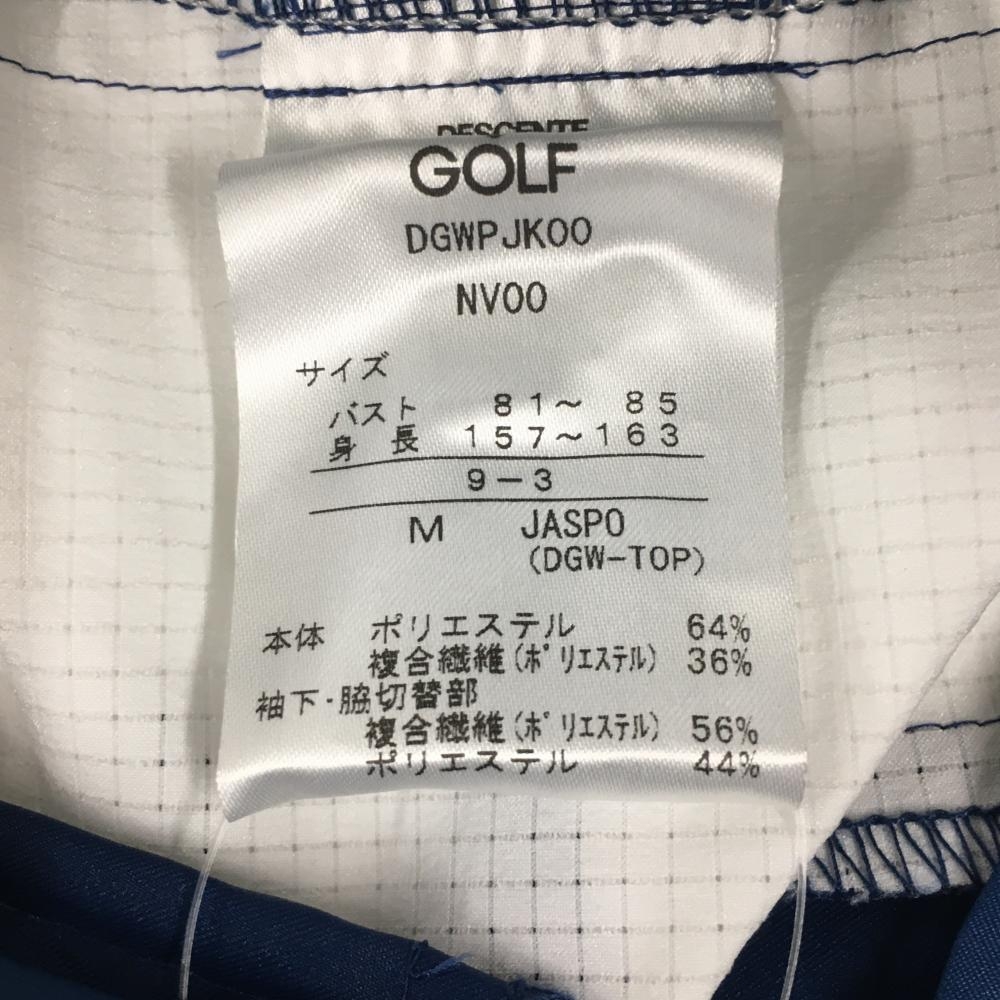 DESCENTE
GOLF
DGWPJK00
NV00
サイズ
バスト 81～ 85
身 長 157～163
9－3
M JASPO
(DGW-TOP)
本体 ポリエステル 64%
複合繊維(ﾎﾟﾘｴｽﾃﾙ) 36%
袖下・脇切替部
複合繊維(ﾎﾟﾘｴｽﾃﾙ) 56%
ポリエステル 44%